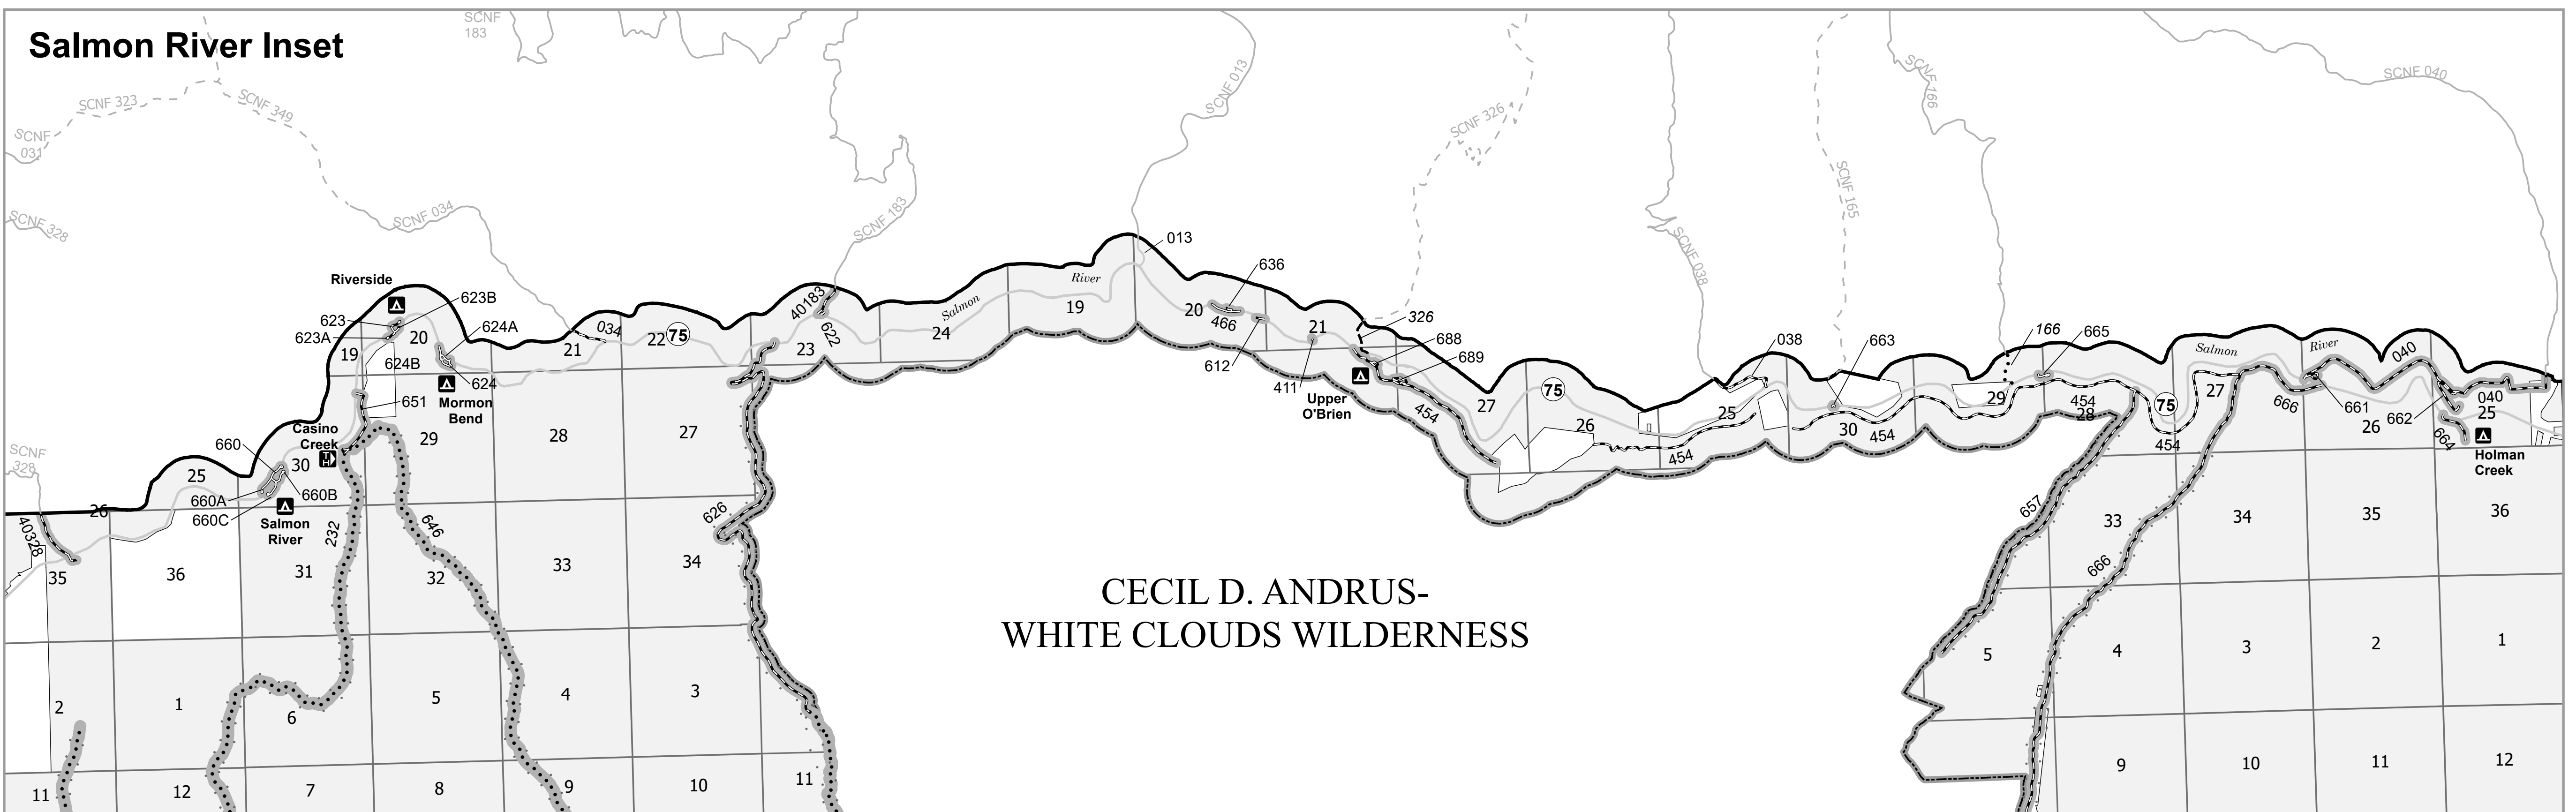 Salmon River Inset
SCNF
183
SCNF 013
SCNF 166
SCNF 040
SCNF 323
SCNF 349
SCNF 326
SCNF
031
SCNF 165
SCNF 328
SCNF 034
SCNF 183
SCNF 038
013
Riverside
636
River
623B
40183
Salmon
19
20
623
466
326
034
624A
622
21
166
665
623A
20
22
75
24
688
038
663
Salmon
River
040
19
21
23
689
624B
612
624
411
Upper
O'Brien
75
29
454
28
75
27
040
651
Mormon
Bend
454
27
26
25
30
454
454
666
661
26
662
25
664
Casino
Creek
TH
29
28
27
454
Holman
Creek
660
30
25
660A
660B
660C
Salmon
River
26
40328
SCNF
328
232
646
626
657
33
34
35
36
35
36
31
32
33
34
666
CECIL D. ANDRUS-
WHITE CLOUDS WILDERNESS
2
1
6
5
4
3
5
4
3
2
1
11
12
7
8
9
10
11
9
10
11
12